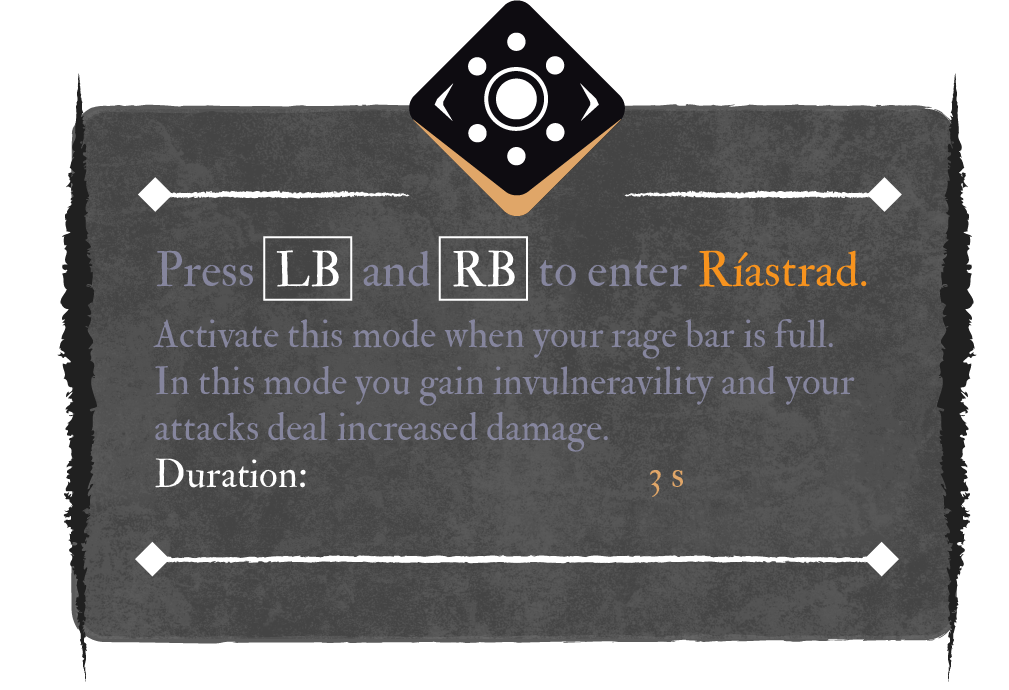 Press LB and RB to enter Ríastrad.
Activate this mode when your rage bar is full.
In this mode you gain invulneravility and your
attacks deal increased damage.
Duration: 3 s